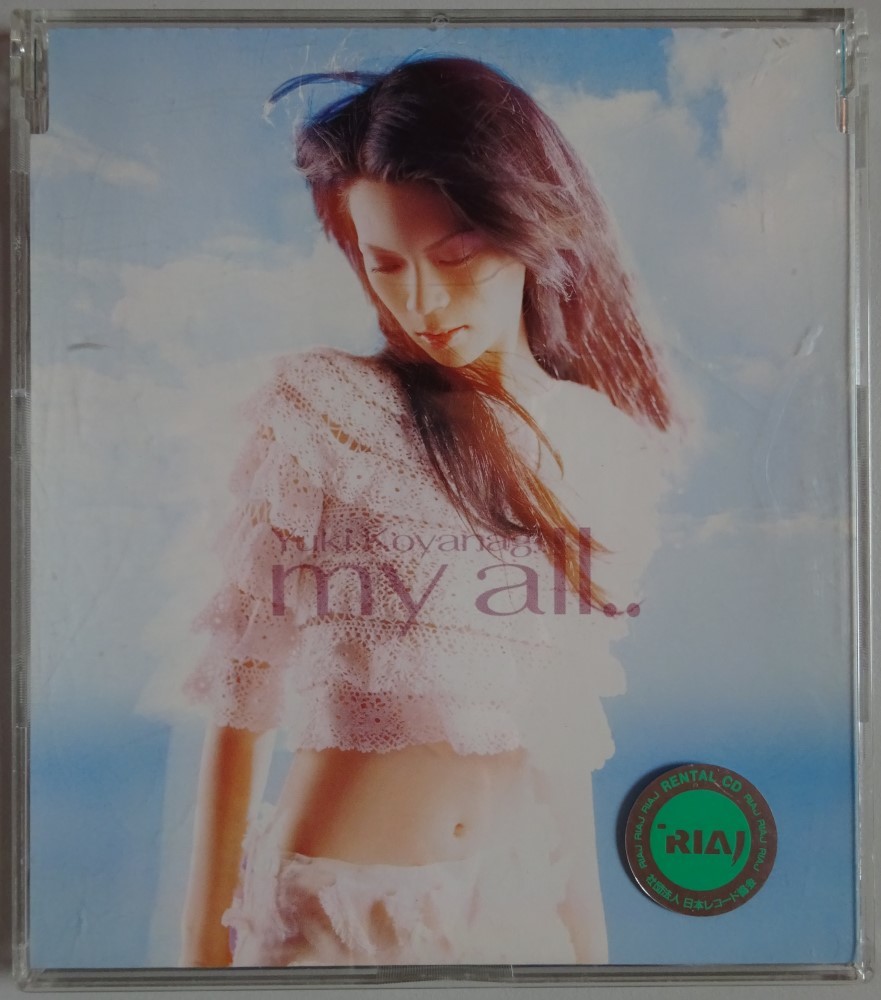 Yuki Koyanagi
my all..
RENTAL CD
RIAJ RIAJ RIAJ
RIAJ RIAJ RIAJ
RIAJ
社団法人 日本レコード協会